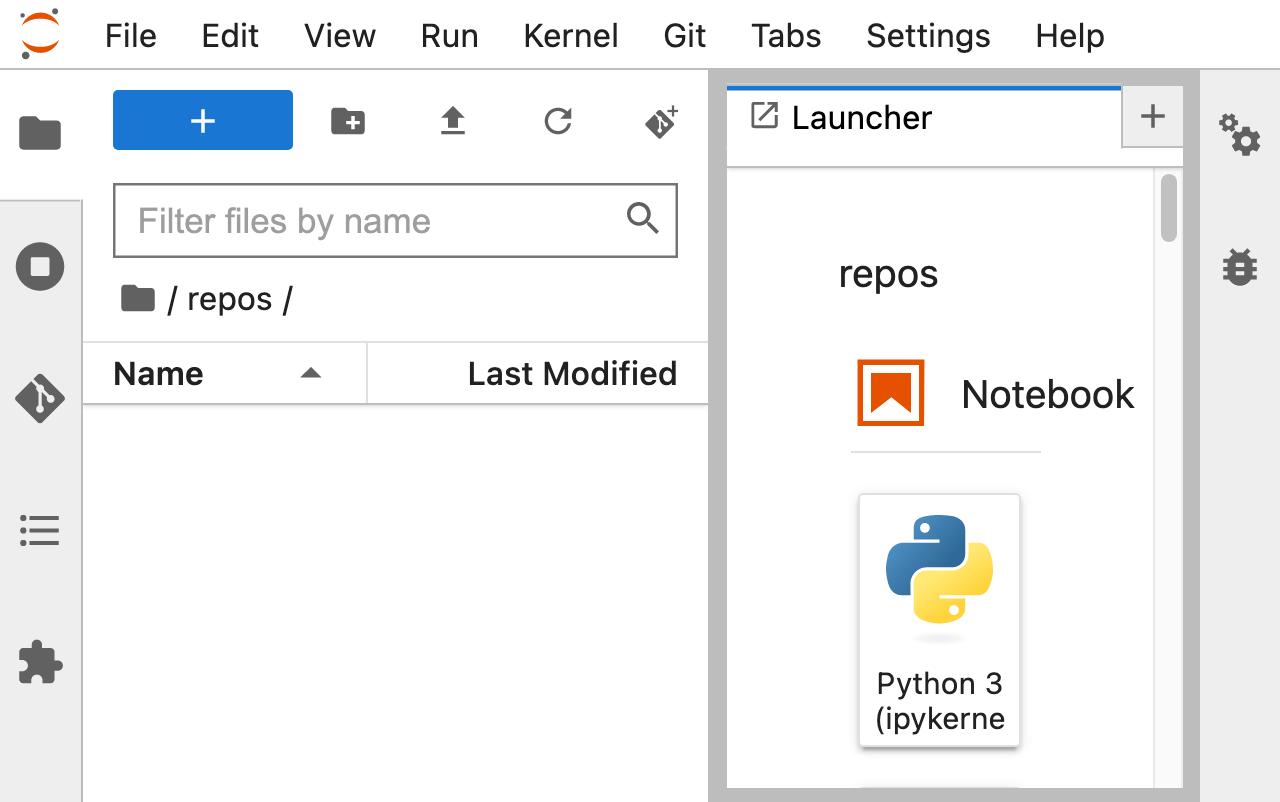 File Edit View Run Kernel Git Tabs Settings Help
Filter files by name
/ repos /
Name Last Modified
Launcher
repos
Notebook
Python 3
(ipykerne